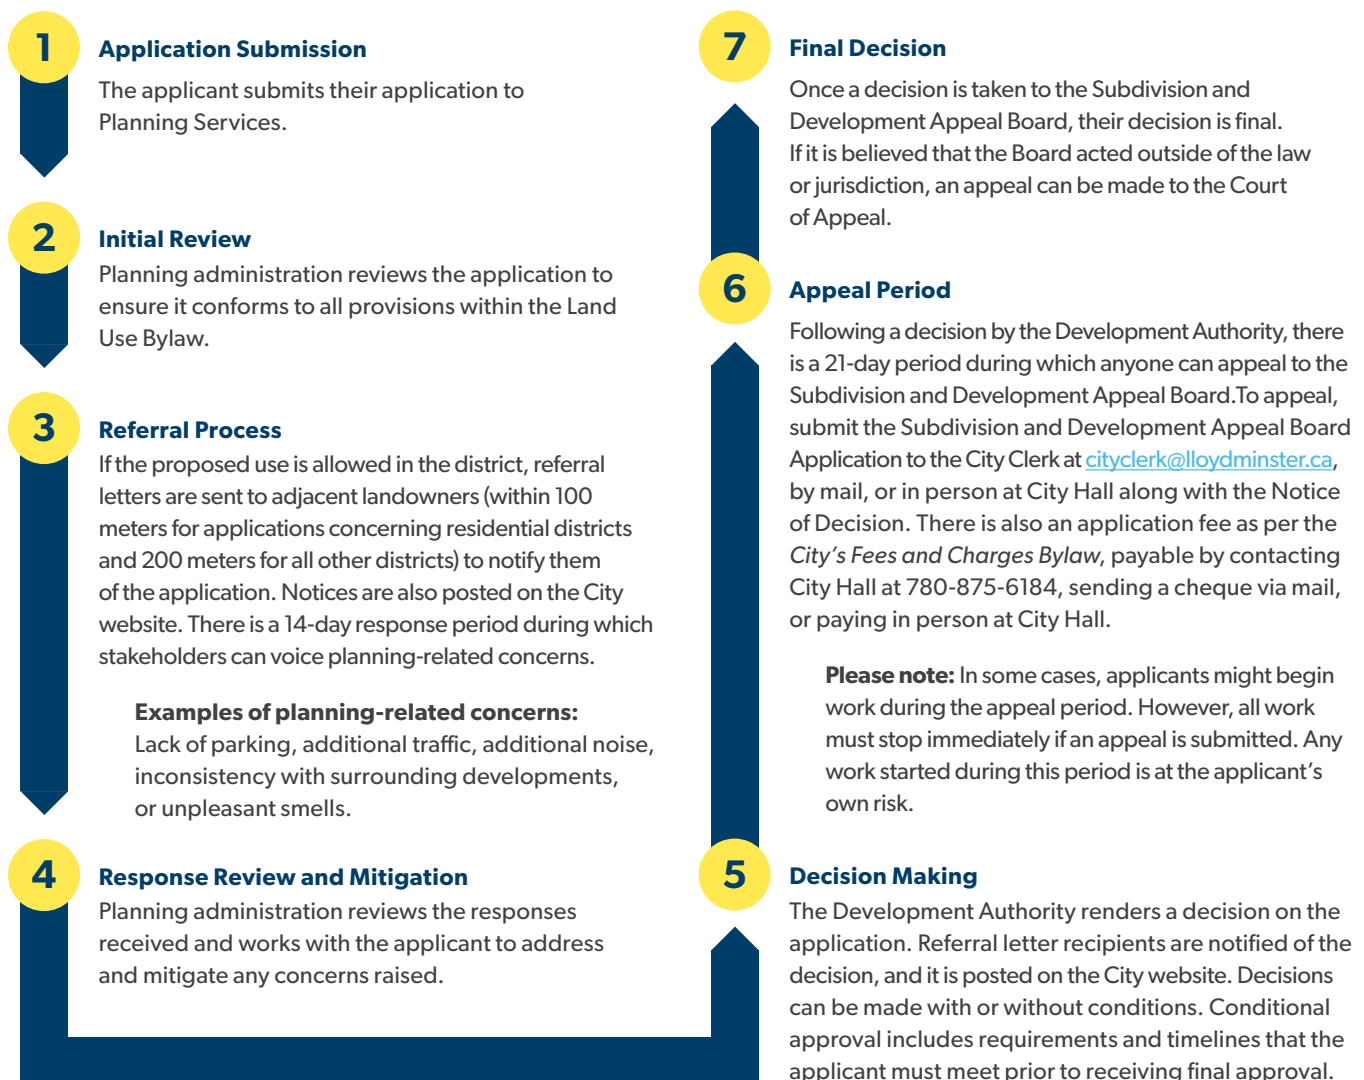 1
Application Submission
The applicant submits their application to
Planning Services.
2
Initial Review
Planning administration reviews the application to
ensure it conforms to all provisions within the Land
Use Bylaw.
3
Referral Process
If the proposed use is allowed in the district, referral
letters are sent to adjacent landowners (within 100
meters for applications concerning residential districts
and 200 meters for all other districts) to notify them
of the application. Notices are also posted on the City
website. There is a 14-day response period during which
stakeholders can voice planning-related concerns.
Examples of planning-related concerns:
Lack of parking, additional traffic, additional noise,
inconsistency with surrounding developments,
or unpleasant smells.
4
Response Review and Mitigation
Planning administration reviews the responses
received and works with the applicant to address
and mitigate any concerns raised.
5
Decision Making
The Development Authority renders a decision on the
application. Referral letter recipients are notified of the
decision, and it is posted on the City website. Decisions
can be made with or without conditions. Conditional
approval includes requirements and timelines that the
applicant must meet prior to receiving final approval.
6
Appeal Period
Following a decision by the Development Authority, there
is a 21-day period during which anyone can appeal to the
Subdivision and Development Appeal Board.To appeal,
submit the Subdivision and Development Appeal Board
Application to the City Clerk at cityclerk@lloydminster.ca,
by mail, or in person at City Hall along with the Notice
of Decision. There is also an application fee as per the
City's Fees and Charges Bylaw, payable by contacting
City Hall at 780-875-6184, sending a cheque via mail,
or paying in person at City Hall.
Please note: In some cases, applicants might begin
work during the appeal period. However, all work
must stop immediately if an appeal is submitted. Any
work started during this period is at the applicant's
own risk.
7
Final Decision
Once a decision is taken to the Subdivision and
Development Appeal Board, their decision is final.
If it is believed that the Board acted outside of the law
or jurisdiction, an appeal can be made to the Court
of Appeal.